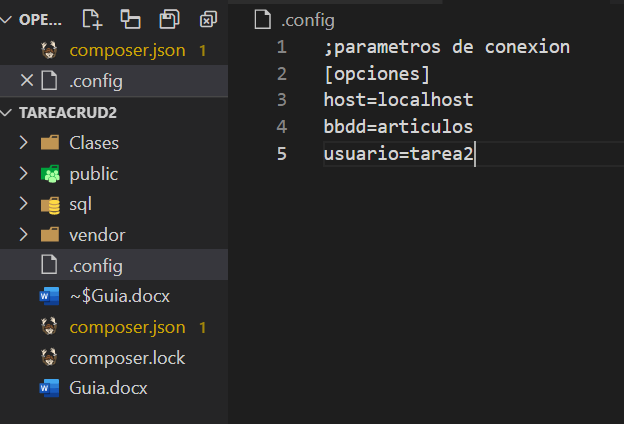 OPE...
composer.json 1
.config
TAREACRUD2
Clases
public
sql
vendor
.config
~$Guia.docx
composer.json 1
composer.lock
Guia.docx
.config
1 ;parametros de conexion
2 [opciones]
3 host=localhost
4 bbdd=articulos
5 usuario=tarea2